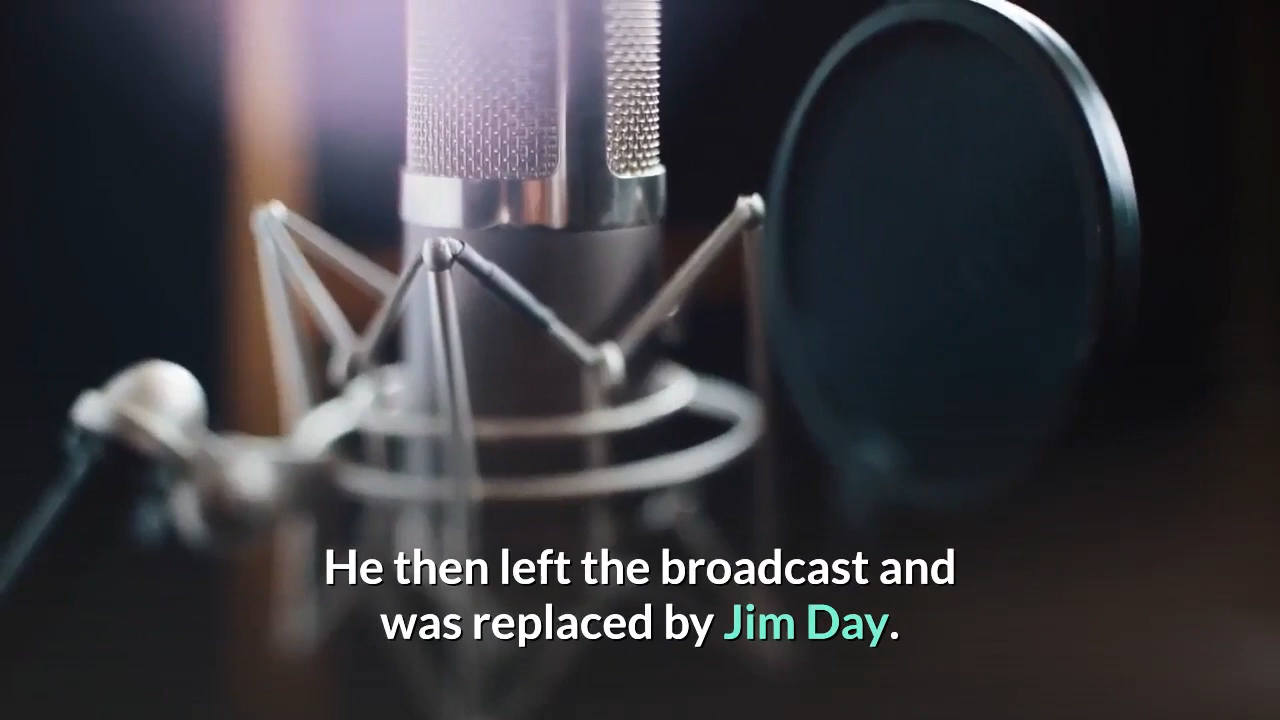 He then left the broadcast and
was replaced by Jim Day.